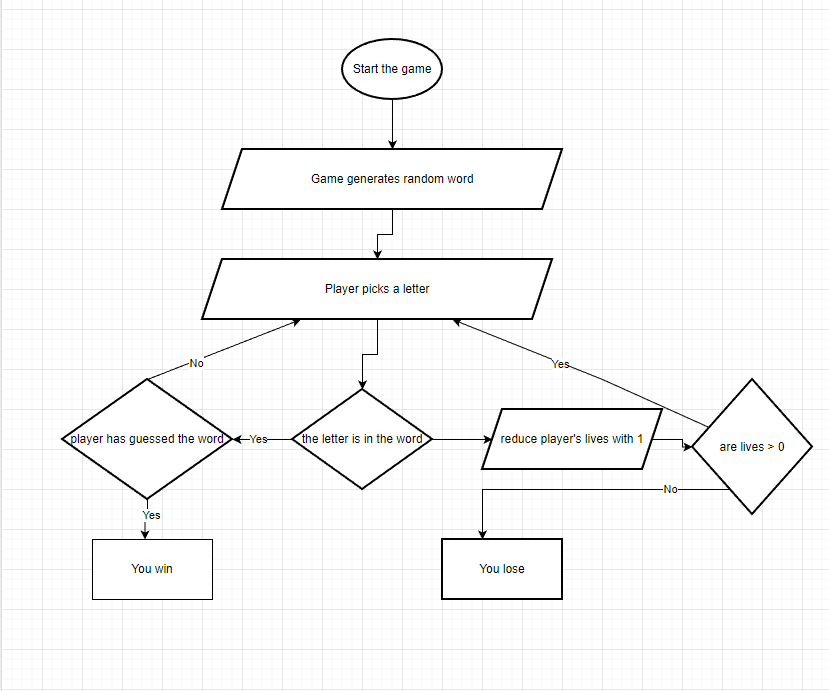 Start the game
Game generates random word
Player picks a letter
No
Yes
player has guessed the word
Yes
the letter is in the word
reduce player's lives with 1
are lives > 0
No
Yes
You win
You lose